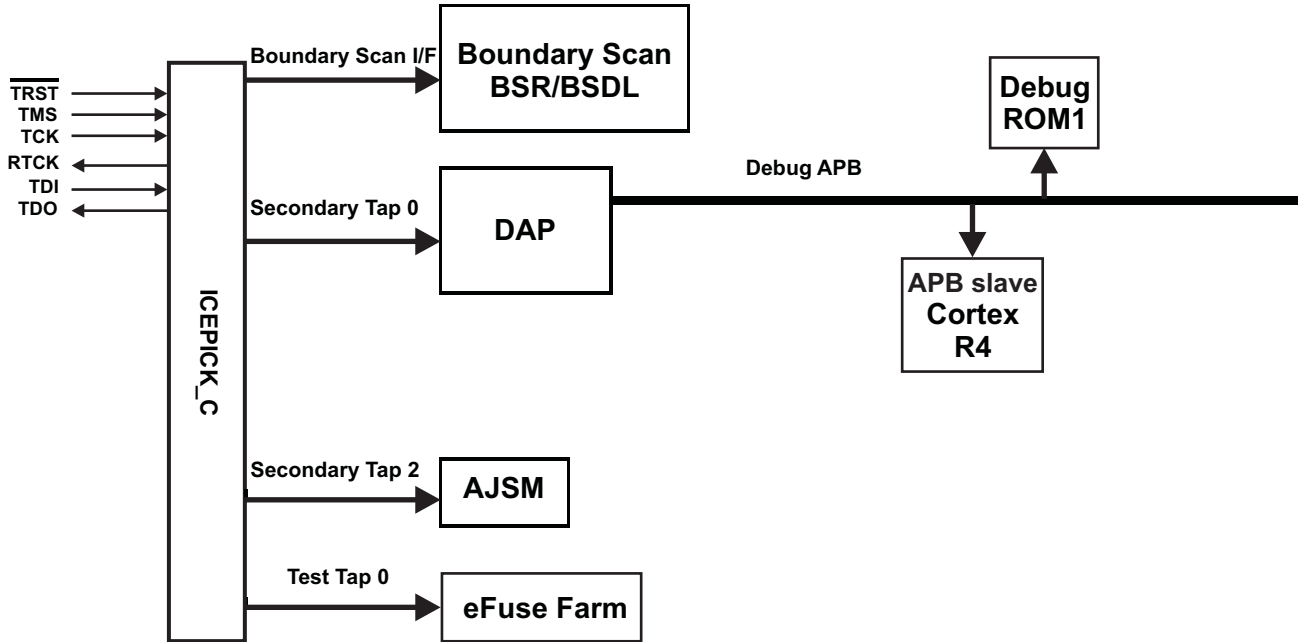 TRST
TMS
TCK
RTCK
TDI
TDO
ICEPICK_C
Boundary Scan I/F
Boundary Scan
BSR/BSDL
Secondary Tap 0
DAP
Debug APB
Debug
ROM1
APB slave
Cortex
R4
Secondary Tap 2
AJSM
Test Tap 0
eFuse Farm